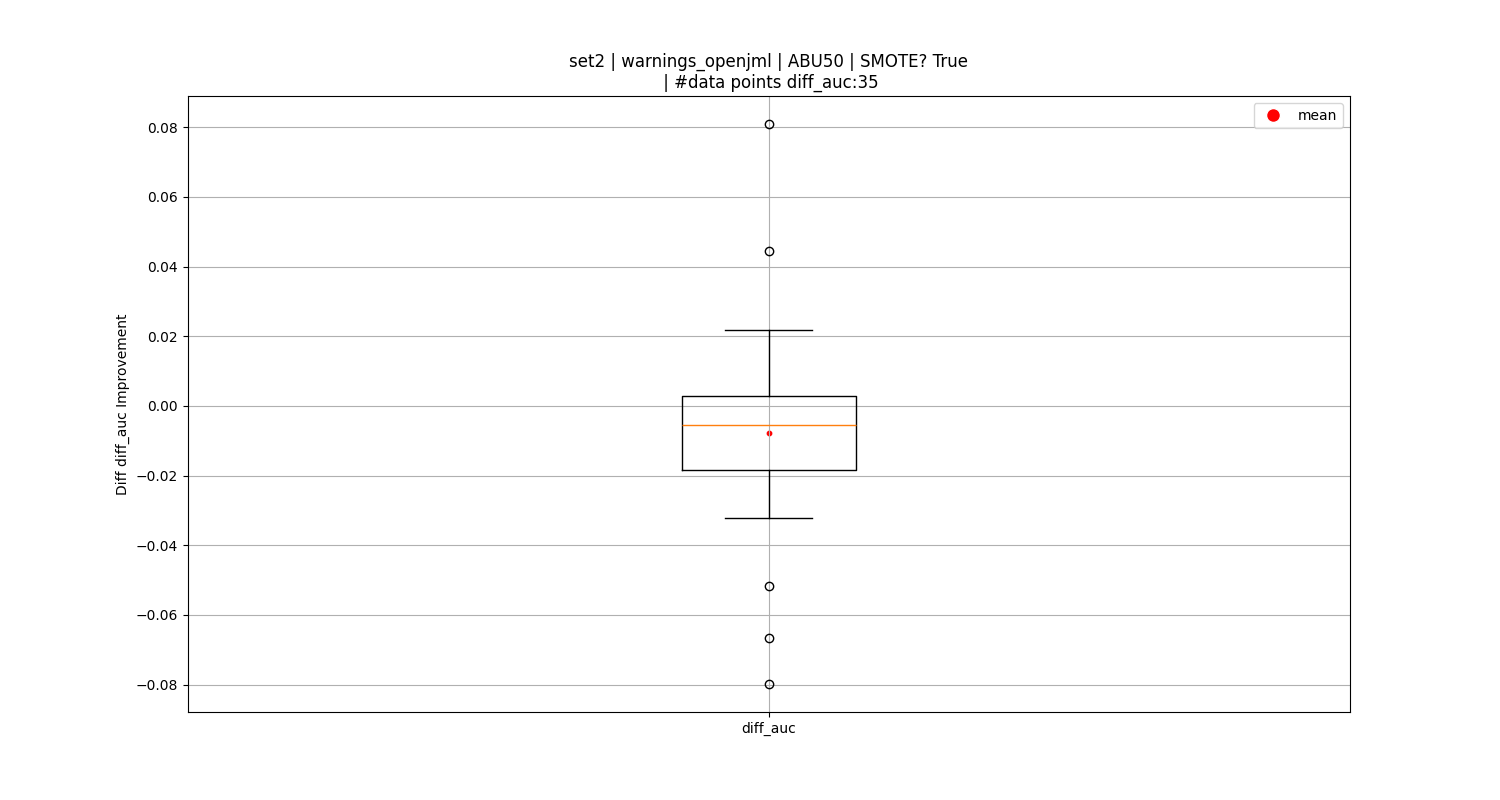 set2 | warnings_openjml | ABU50 | SMOTE? True
| #data points diff_auc:35
mean
0.08
0.06
0.04
0.02
0.00
−0.02
−0.04
−0.06
−0.08
Diff diff_auc Improvement
diff_auc